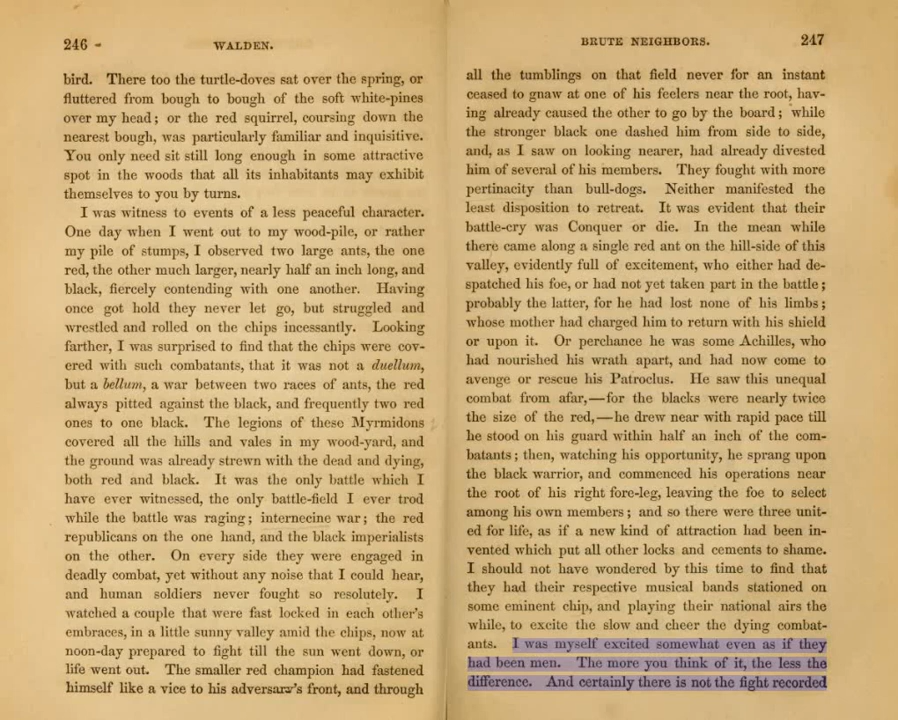 246
WALDEN.
bird. There too the turtle-doves sat over the spring, or
fluttered from bough to bough of the soft white-pines
over my head; or the red squirrel, coursing down the
nearest bough, was particularly familiar and inquisitive.
You only need sit still long enough in some attractive
spot in the woods that all its inhabitants may exhibit
themselves to you by turns.
I was witness to events of a less peaceful character.
One day when I went out to my wood-pile, or rather
my pile of stumps, I observed two large ants, the one
red, the other much larger, nearly half an inch long, and
black, fiercely contending with one another. Having
once got hold they never let go, but struggled and
wrestled and rolled on the chips incessantly. Looking
farther, I was surprised to find that the chips were cov-
ered with such combatants, that it was not a duellum,
but a bellum, a war between two races of ants, the red
always pitted against the black, and frequently two red
ones to one black. The legions of these Myrmidons
covered all the hills and vales in my wood-yard, and
the ground was already strewn with the dead and dying,
both red and black. It was the only battle which I
have ever witnessed, the only battle-field I ever trod
while the battle was raging; internecine war; the red
republicans on the one hand, and the black imperialists
on the other. On every side they were engaged in
deadly combat, yet without any noise that I could hear,
and human soldiers never fought so resolutely. I
watched a couple that were fast locked in each other's
embraces, in a little sunny valley amid the chips, now at
noon-day prepared to fight till the sun went down, or
life went out. The smaller red champion had fastened
himself like a vice to his adversary's front, and through
BRUTE NEIGHBORS.
247
all the tumblings on that field never for an instant
ceased to gnaw at one of his feelers near the root, hav-
ing already caused the other to go by the board; while
the stronger black one dashed him from side to side,
and, as I saw on looking nearer, had already divested
him of several of his members. They fought with more
pertinacity than bull-dogs. Neither manifested the
least disposition to retreat. It was evident that their
battle-cry was Conquer or die. In the mean while
there came along a single red ant on the hill-side of this
valley, evidently full of excitement, who either had de-
spatched his foe, or had not yet taken part in the battle;
probably the latter, for he had lost none of his limbs;
whose mother had charged him to return with his shield
or upon it. Or perchance he was some Achilles, who
had nourished his wrath apart, and had now come to
avenge or rescue his Patroclus. He saw this unequal
combat from afar,—for the blacks were nearly twice
the size of the red,—he drew near with rapid pace till
he stood on his guard within half an inch of the com-
batants; then, watching his opportunity, he sprang upon
the black warrior, and commenced his operations near
the root of his right fore-leg, leaving the foe to select
among his own members; and so there were three unit-
ed for life, as if a new kind of attraction had been in-
vented which put all other locks and cements to shame.
I should not have wondered by this time to find that
they had their respective musical bands stationed on
some eminent chip, and playing their national airs the
while, to excite the slow and cheer the dying combat-
ants. I was myself excited somewhat even as if they
had been men. The more you think of it, the less the
difference. And certainly there is not the fight recorded